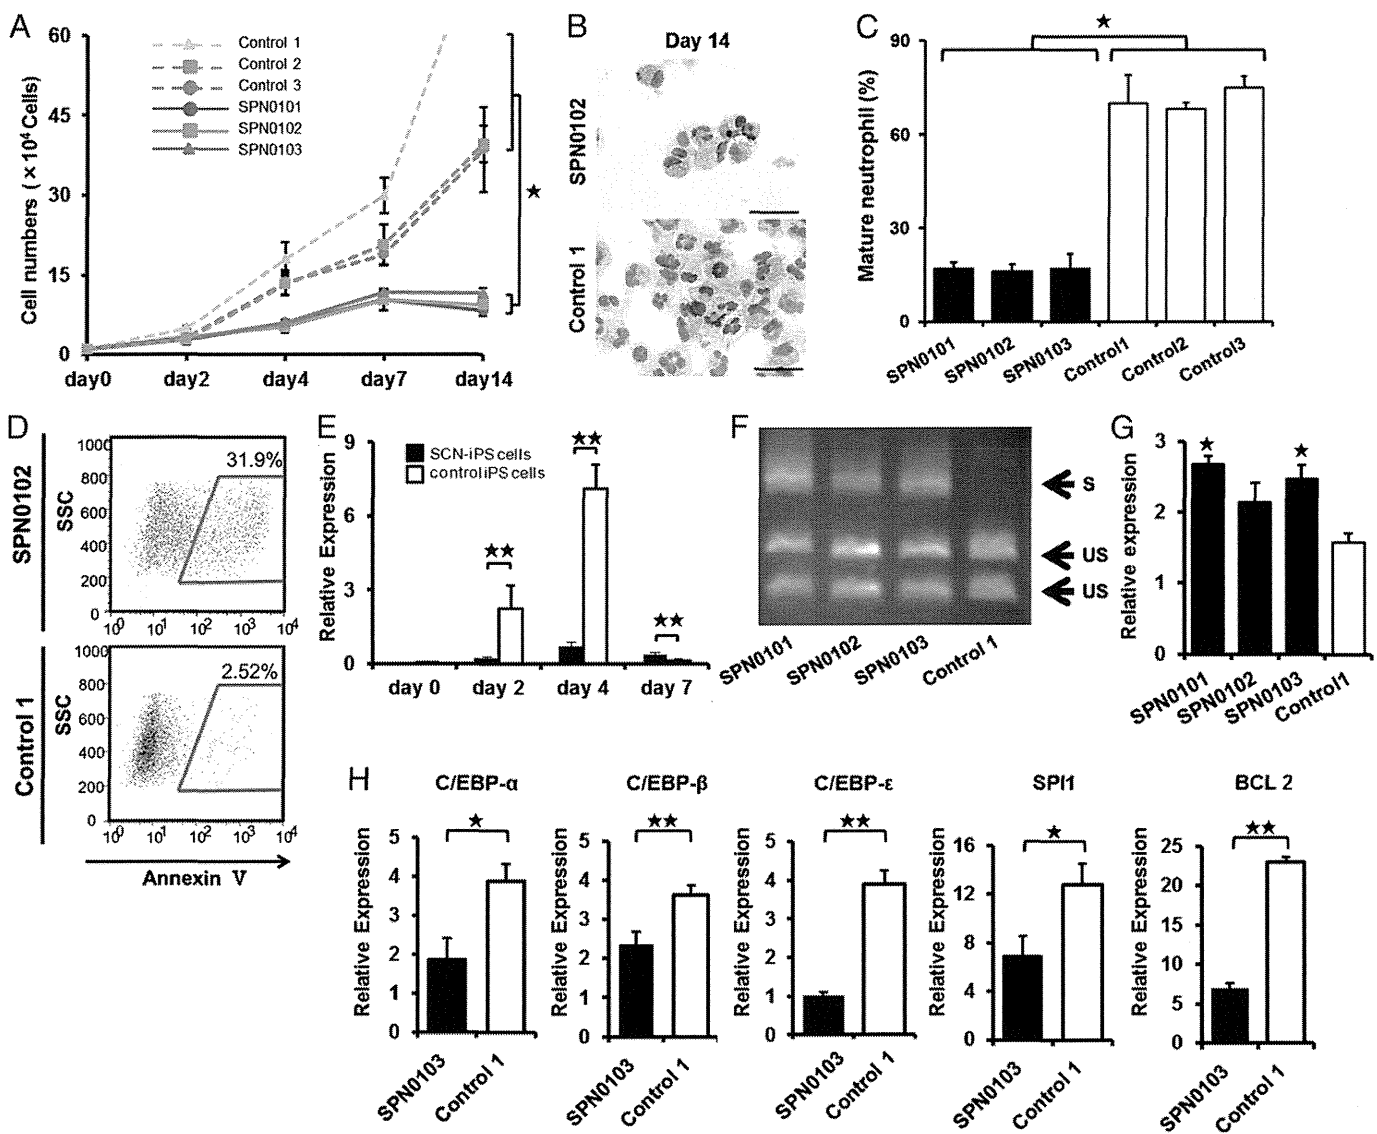 A
60
45
30
15
0
Cell numbers (×10⁴ Cells)
Control 1
Control 2
Control 3
SPN0101
SPN0102
SPN0103
★
day0 day2 day4 day7 day14
B
Day 14
SPN0102
Control 1
C
★
90
60
30
0
Mature neutrophil (%)
SPN0101 SPN0102 SPN0103 Control1 Control2 Control3
D
SPN0102
SSC
1000
800
600
400
200
0
31.9%
10⁰ 10¹ 10² 10³ 10⁴
Control 1
SSC
1000
800
600
400
200
0
2.52%
10⁰ 10¹ 10² 10³ 10⁴
Annexin V
E
9
6
3
0
Relative Expression
SCN-iPS cells
control iPS cells
★★
★★
★★
day 0 day 2 day 4 day 7
F
S
US
US
SPN0101 SPN0102 SPN0103 Control 1
G
3
2
1
0
Relative expression
★ ★
SPN0101 SPN0102 SPN0103 Control1
H
C/EBP-α
★
5
4
3
2
1
0
Relative Expression
SPN0103 Control 1
C/EBP-β
★★
5
4
3
2
1
0
Relative Expression
SPN0103 Control 1
C/EBP-ε
★★
5
4
3
2
1
0
Relative Expression
SPN0103 Control 1
SPI1
★
16
12
8
4
0
Relative Expression
SPN0103 Control 1
BCL 2
★★
25
20
15
10
5
0
Relative Expression
SPN0103 Control 1